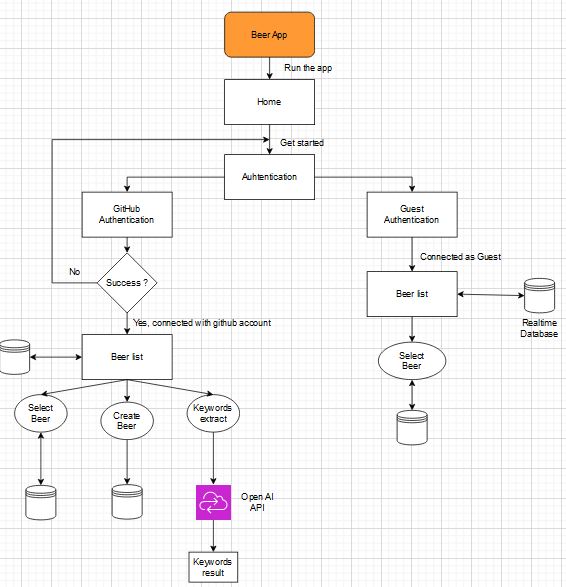 Beer App
Run the app
Home
Get started
Auhtentication
GitHub
Authentication
Guest
Authentication
Connected as Guest
No
Success ?
Beer list
Realtime
Database
Yes, connected with github account
Beer list
Select
Beer
Select
Beer
Create
Beer
Keywords
extract
Open AI
API
Keywords
result